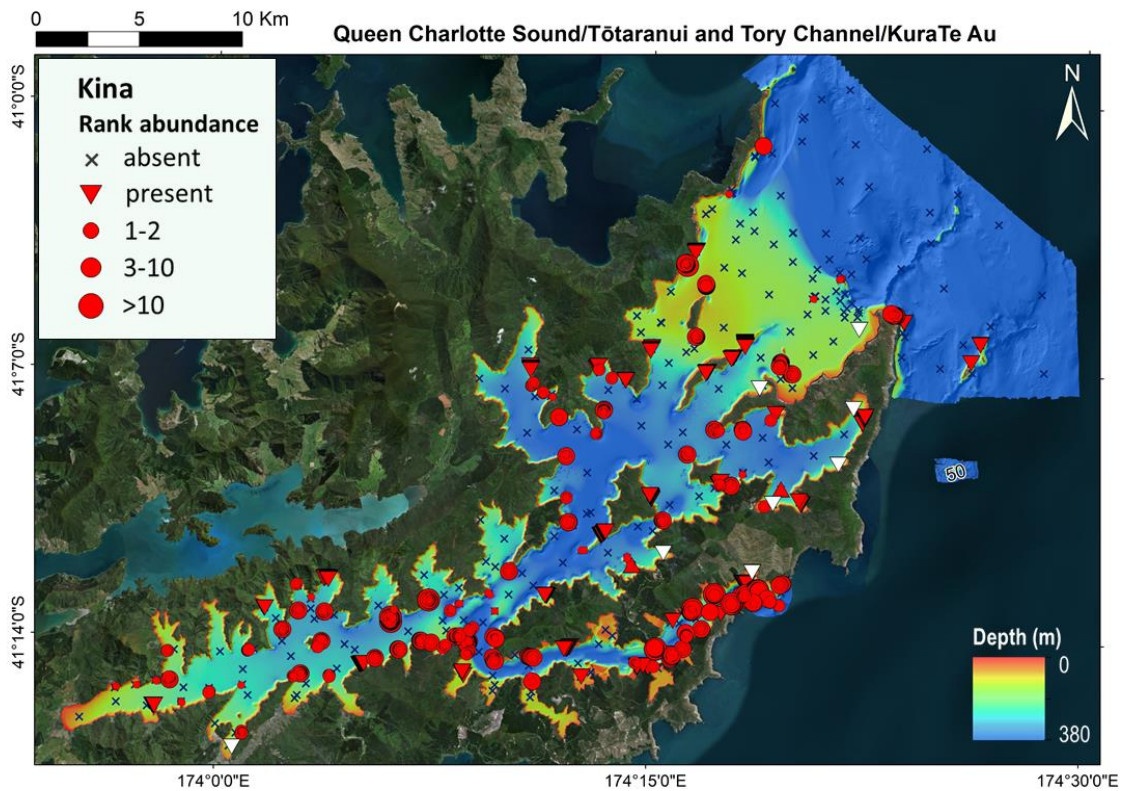 0 5 10 Km
Queen Charlotte Sound/Tōtaranui and Tory Channel/KuraTe Au
Kina
Rank abundance
absent
present
1-2
3-10
>10
N
41°0'0"S
41°7'0"S
41°14'0"S
50
Depth (m)
0
380
174°0'0"E
174°15'0"E
174°30'0"E